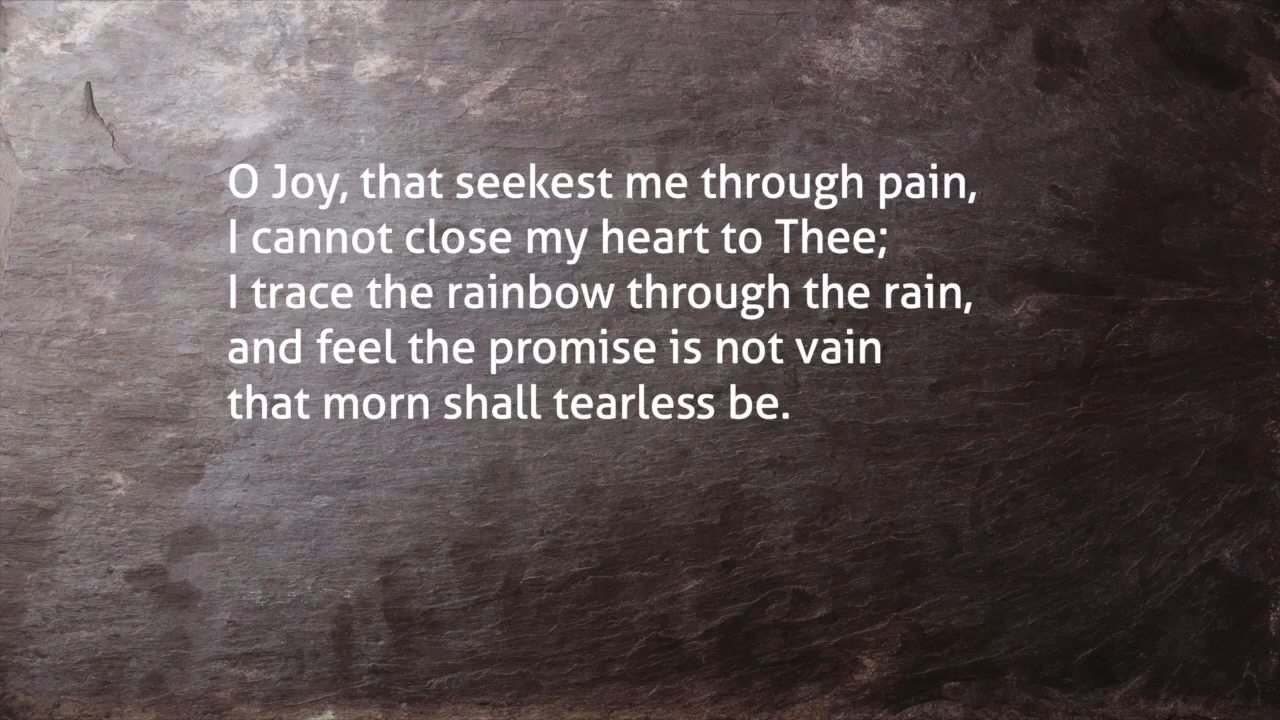 O Joy, that seekest me through pain,
I cannot close my heart to Thee;
I trace the rainbow through the rain,
and feel the promise is not vain
that morn shall tearless be.